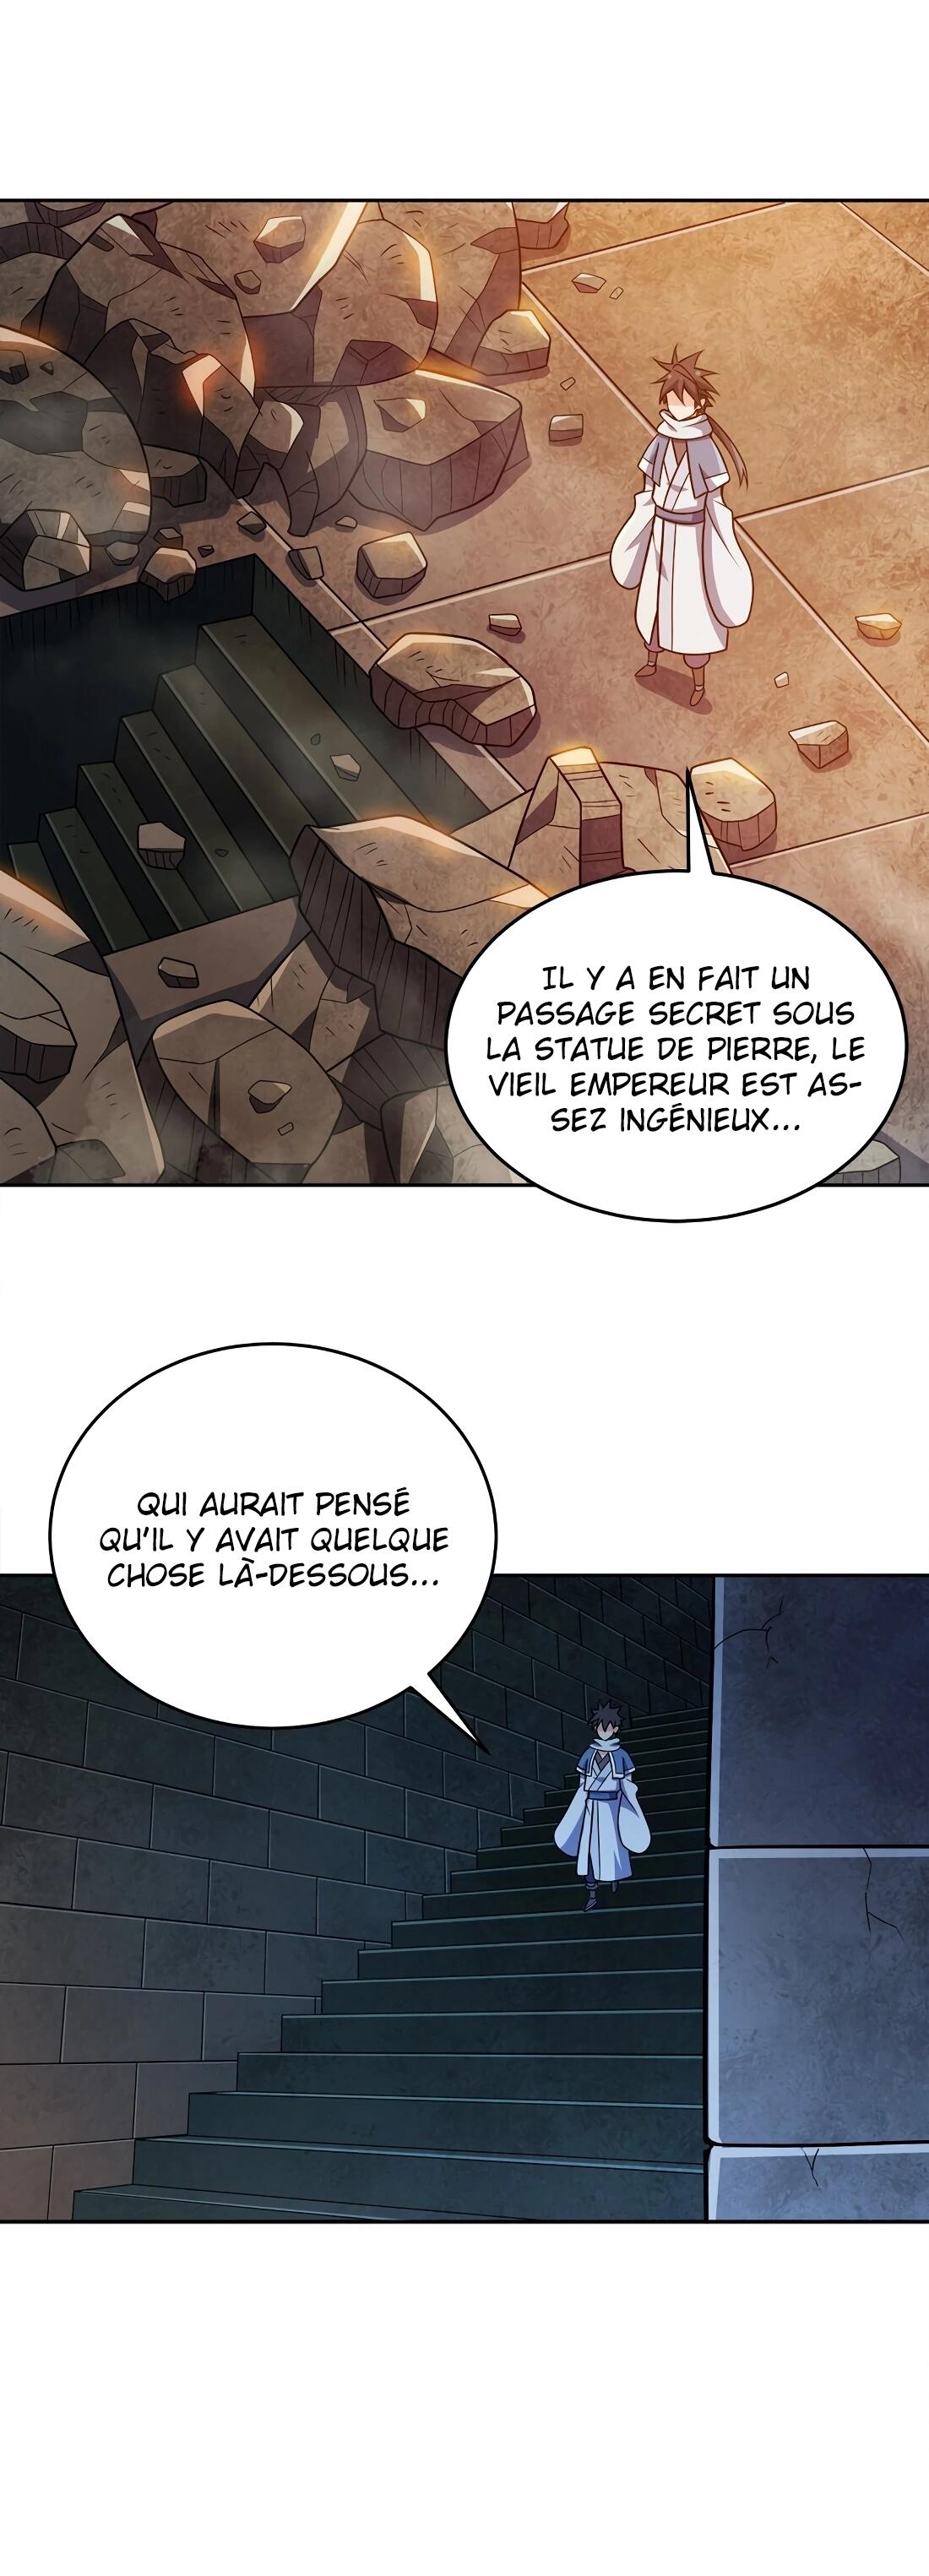 IL Y A EN FAIT UN
PASSAGE SECRET SOUS
LA STATUE DE PIERRE, LE
VIEIL EMPEREUR EST AS-
SEZ INGÉNIEUX...
QUI AURAIT PENSÉ
QU'IL Y AVAIT QUELQUE
CHOSE LÀ-DESSOUS...